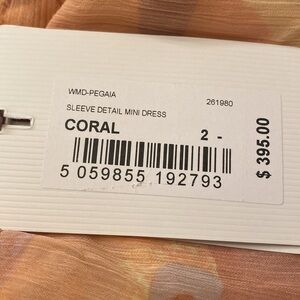 WMD-PEGAIA 261980
SLEEVE DETAIL MINI DRESS
CORAL 2 -
5 059855 192793
$ 395.00